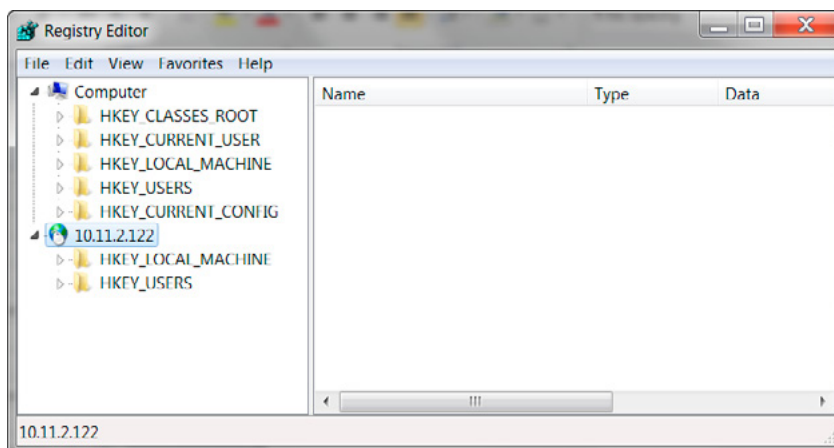 Registry Editor
File Edit View Favorites Help
Computer
HKEY_CLASSES_ROOT
HKEY_CURRENT_USER
HKEY_LOCAL_MACHINE
HKEY_USERS
HKEY_CURRENT_CONFIG
10.11.2.122
HKEY_LOCAL_MACHINE
HKEY_USERS
Name Type Data
10.11.2.122